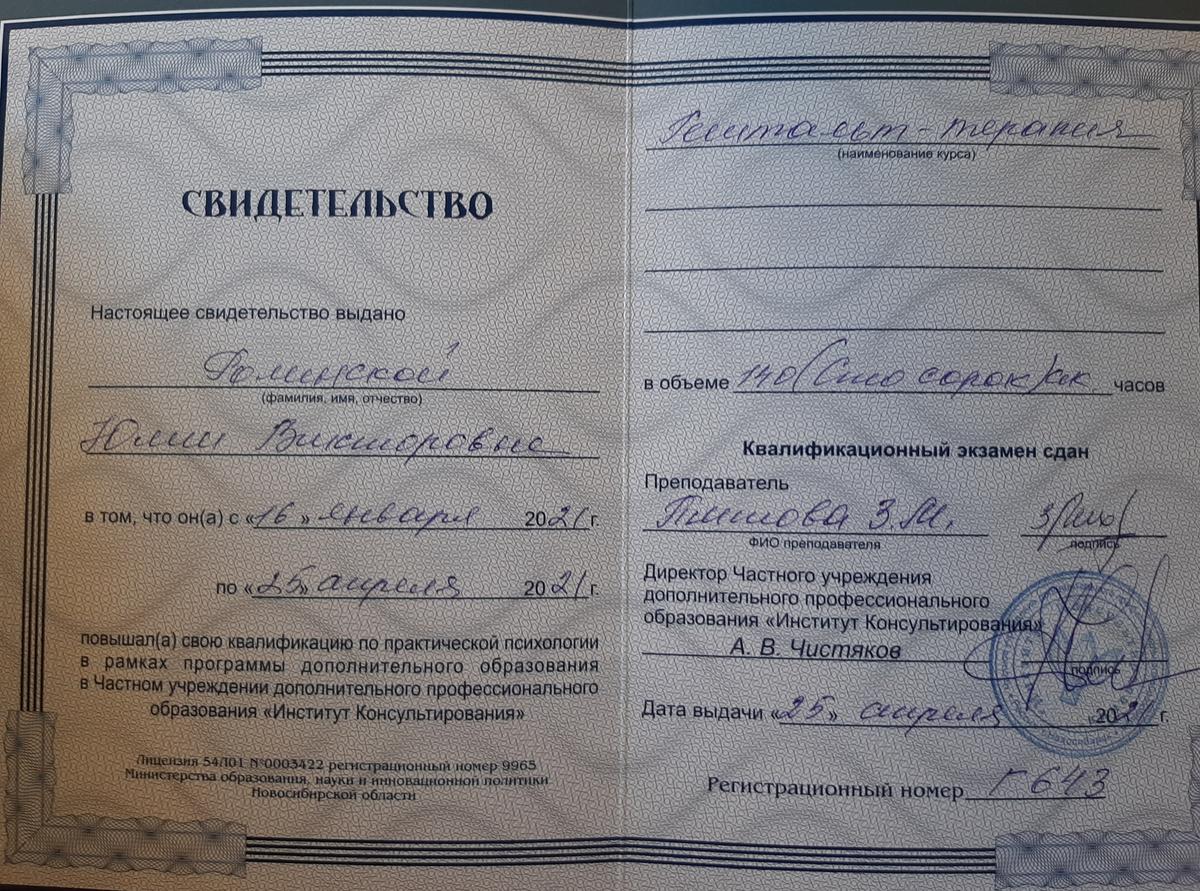 СВИДЕТЕЛЬСТВО
Настоящее свидетельство выдано
Роминской
(фамилия, имя, отчество)
Юлии Викторовне
в том, что он(а) с «16» января 2021 г.
по «25» апреля 2021 г.
повышал(а) свою квалификацию по практической психологии
в рамках программы дополнительного образования
в Частном учреждении дополнительного профессионального
образования «Институт Консультирования»
Лицензия 54Л01 №0003422 регистрационный номер 9965
Министерства образования, науки и инновационной политики
Новосибирской области
Гештальт-терапия
(наименование курса)
в объеме 140 (Сто сорок) ак часов
Квалификационный экзамен сдан
Преподаватель
З.М.
ФИО преподавателя
подпись
Директор Частного учреждения
дополнительного профессионального
образования «Институт Консультирования»
А. В. Чистяков
подпись
Дата выдачи «25» апреля 2021 г.
Регистрационный номер Г 643